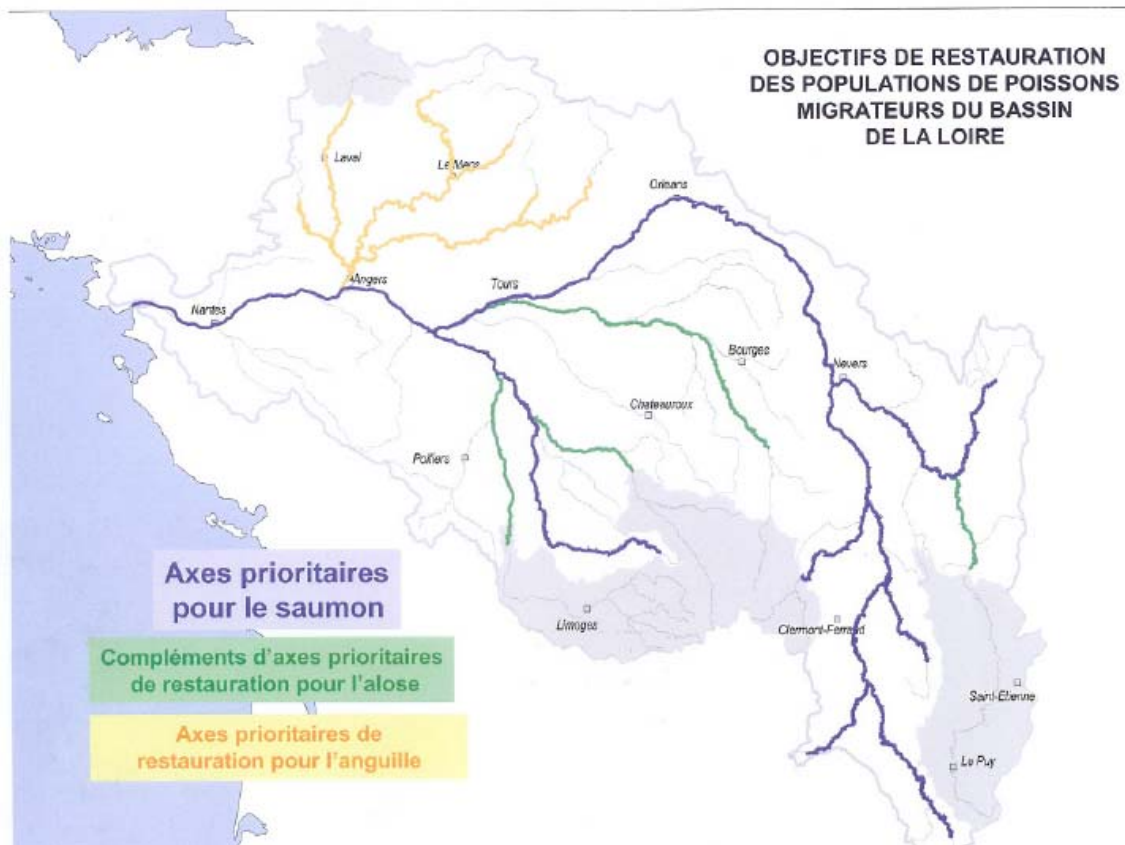 OBJECTIFS DE RESTAURATION
DES POPULATIONS DE POISSONS
MIGRATEURS DU BASSIN
DE LA LOIRE
Laval
Le Mans
Orléans
Angers
Tours
Nantes
Bourges
Nevers
Chateauroux
Poitiers
Axes prioritaires
pour le saumon
Limoges
Clermont-Ferrand
Compléments d'axes prioritaires
de restauration pour l'alose
Saint-Etienne
Axes prioritaires de
restauration pour l'anguille
Le Puy